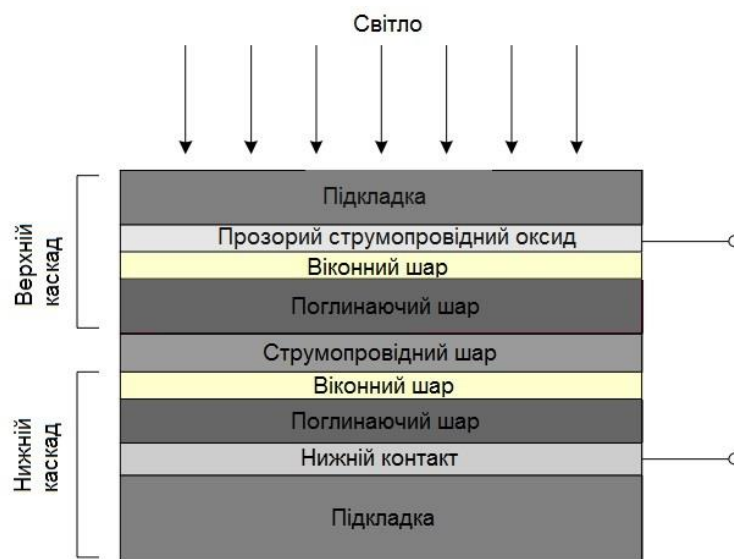 Світло
Верхній
каскад
Підкладка
Прозорий струмопровідний оксид
Віконний шар
Поглинаючий шар
Струмопровідний шар
Нижній
каскад
Віконний шар
Поглинаючий шар
Нижній контакт
Підкладка